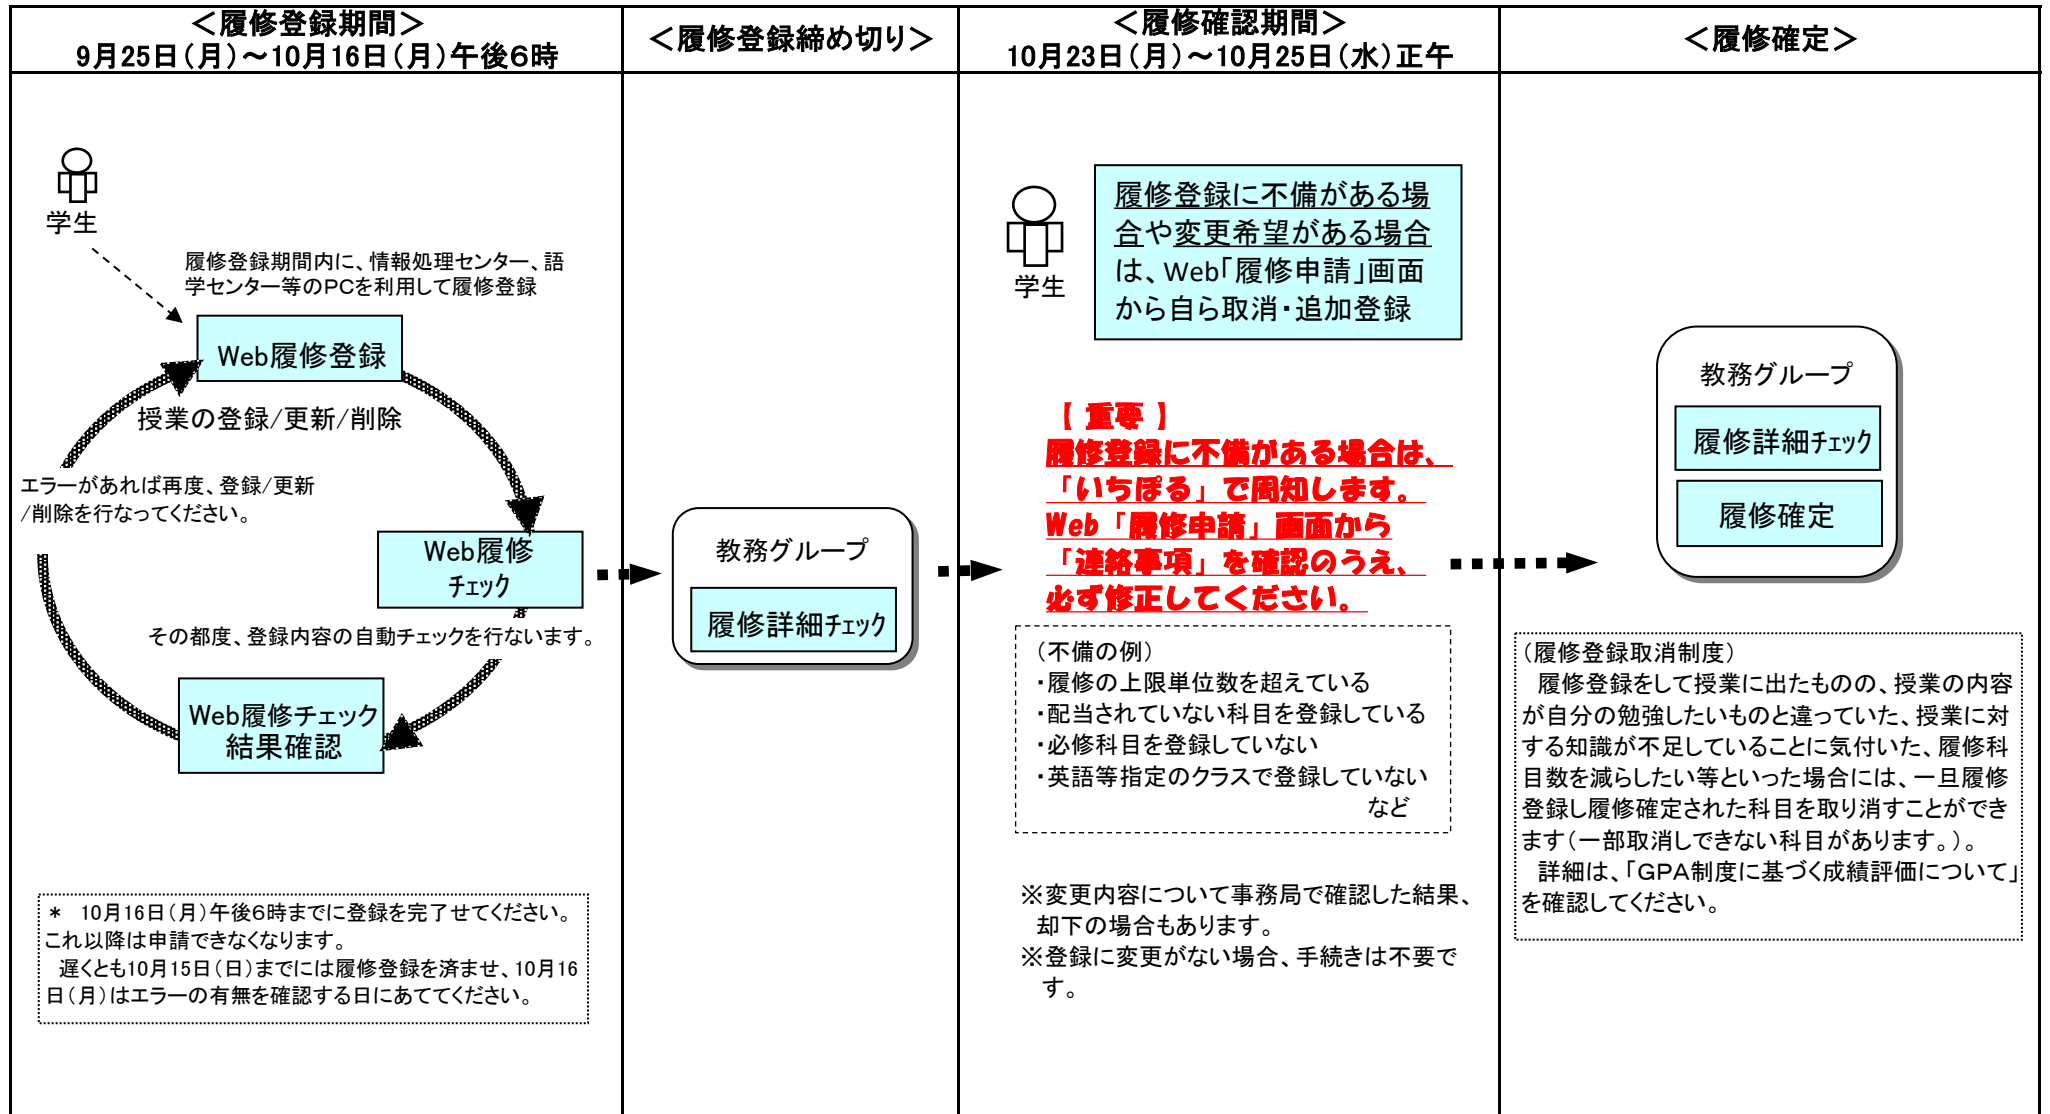 ＜履修登録期間＞
9月25日（月）～10月16日（月）午後6時
学生
履修登録期間内に、情報処理センター、語
学センター等のＰＣを利用して履修登録
Web履修登録
授業の登録/更新/削除
エラーがあれば再度、登録/更新
/削除を行なってください。
Web履修
チェック
その都度、登録内容の自動チェックを行ないます。
Web履修チェック
結果確認
＊　10月16日（月）午後6時までに登録を完了せてください。
これ以降は申請できなくなります。
遅くとも10月15日（日）までには履修登録を済ませ、10月16
日（月）はエラーの有無を確認する日にあててください。
＜履修登録締め切り＞
教務グループ
履修詳細チェック
＜履修確認期間＞
10月23日（月）～10月25日（水）正午
学生
履修登録に不備がある場
合や変更希望がある場合
は、Web「履修申請」画面
から自ら取消・追加登録
【 重要 】
履修登録に不備がある場合は、
「いちぽる」で周知します。
Web「履修申請」画面から
「連絡事項」を確認のうえ、
必ず修正してください。
（不備の例）
・履修の上限単位数を超えている
・配当されていない科目を登録している
・必修科目を登録していない
・英語等指定のクラスで登録していない
など
※変更内容について事務局で確認した結果、
却下の場合もあります。
※登録に変更がない場合、手続きは不要で
す。
＜履修確定＞
教務グループ
履修詳細チェック
履修確定
（履修登録取消制度）
履修登録をして授業に出たものの、授業の内容
が自分の勉強したいものと違っていた、授業に対
する知識が不足していることに気付いた、履修科
目数を減らしたい等といった場合には、一旦履修
登録し履修確定された科目を取り消すことができ
ます（一部取消しできない科目があります。）。
詳細は、「ＧＰＡ制度に基づく成績評価について」
を確認してください。